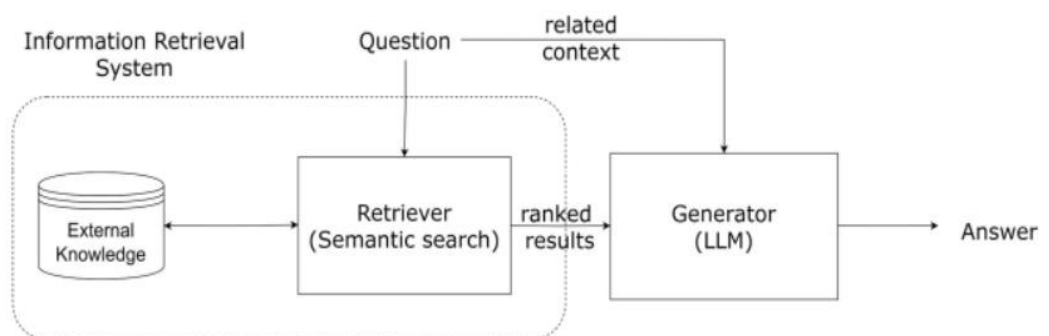 Information Retrieval
System
Question
related
context
External
Knowledge
Retriever
(Semantic search)
ranked
results
Generator
(LLM)
Answer